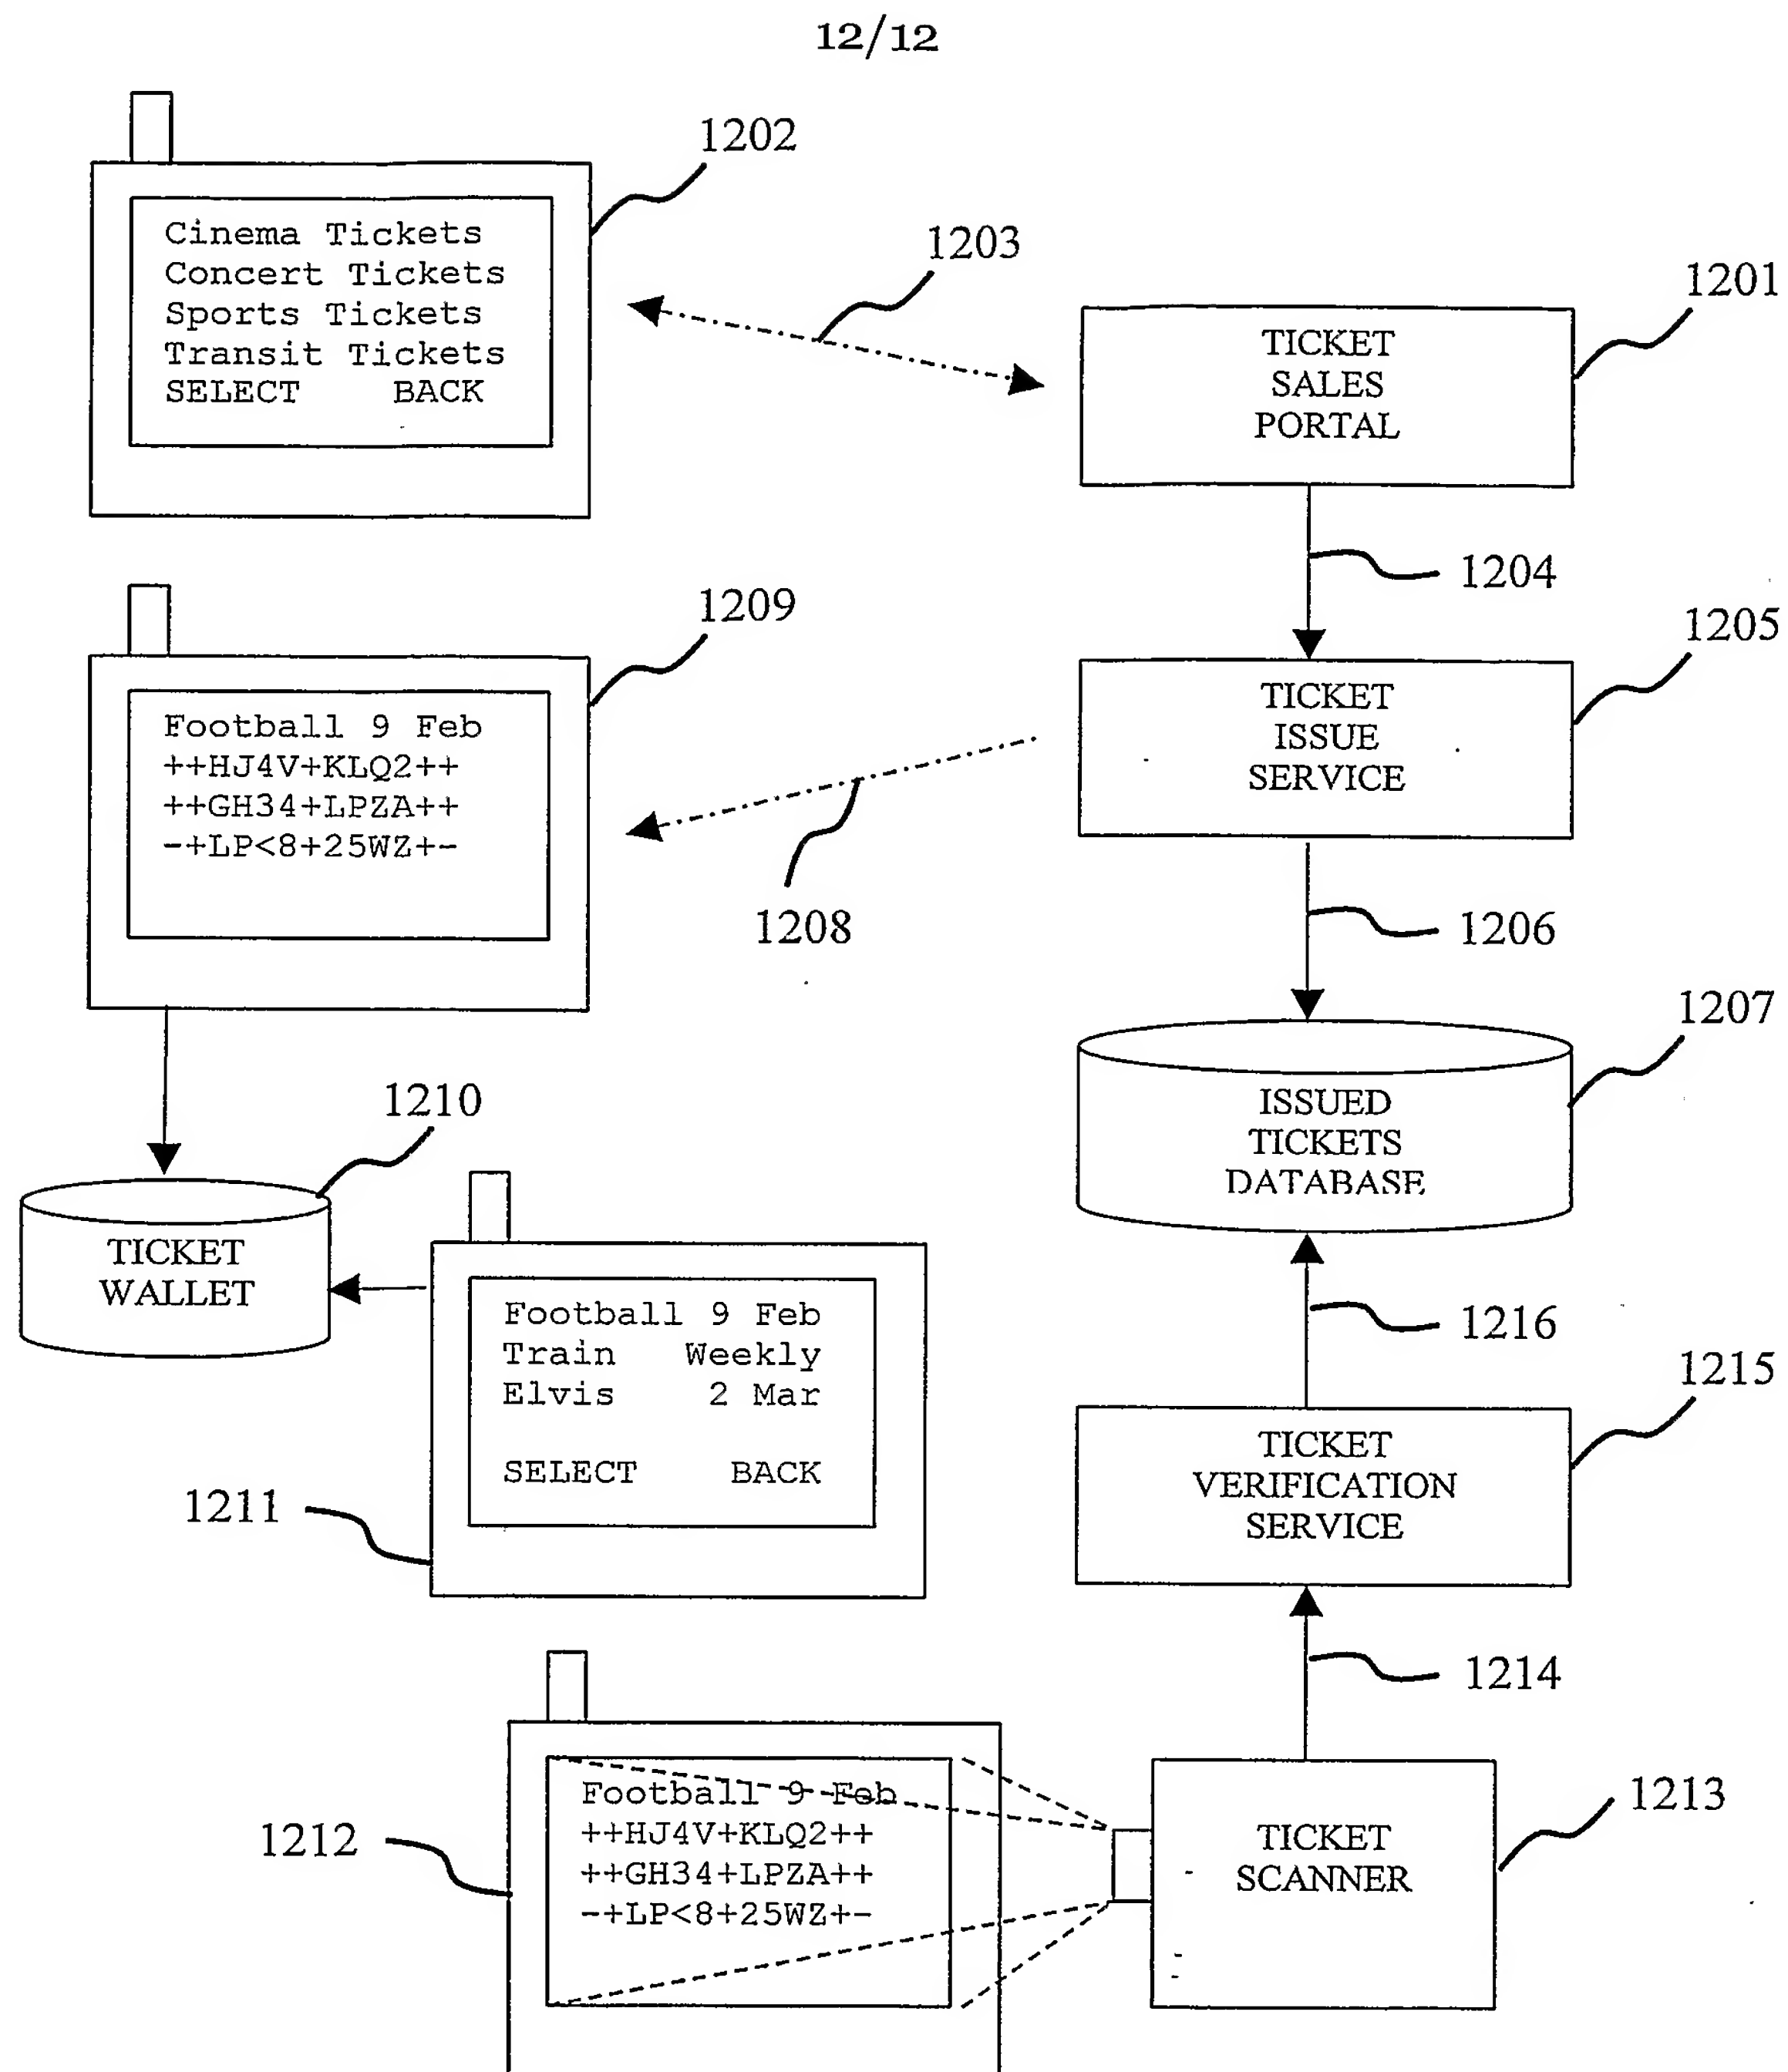 12/12
1202
Cinema Tickets
Concert Tickets
Sports Tickets
Transit Tickets
SELECT BACK
1203
1201
TICKET
SALES
PORTAL
1204
1209
Football 9 Feb
++HJ4V+KLQ2++
++GH34+LPZA++
-+LP<8+25WZ+-
1205
TICKET
ISSUE
SERVICE
1208
1206
1207
ISSUED
TICKETS
DATABASE
1210
TICKET
WALLET
Football 9 Feb
Train Weekly
Elvis 2 Mar
SELECT BACK
1211
1216
1215
TICKET
VERIFICATION
SERVICE
1214
1212
Football 9 Feb
++HJ4V+KLQ2++
++GH34+LPZA++
-+LP<8+25WZ+-
TICKET
SCANNER
1213